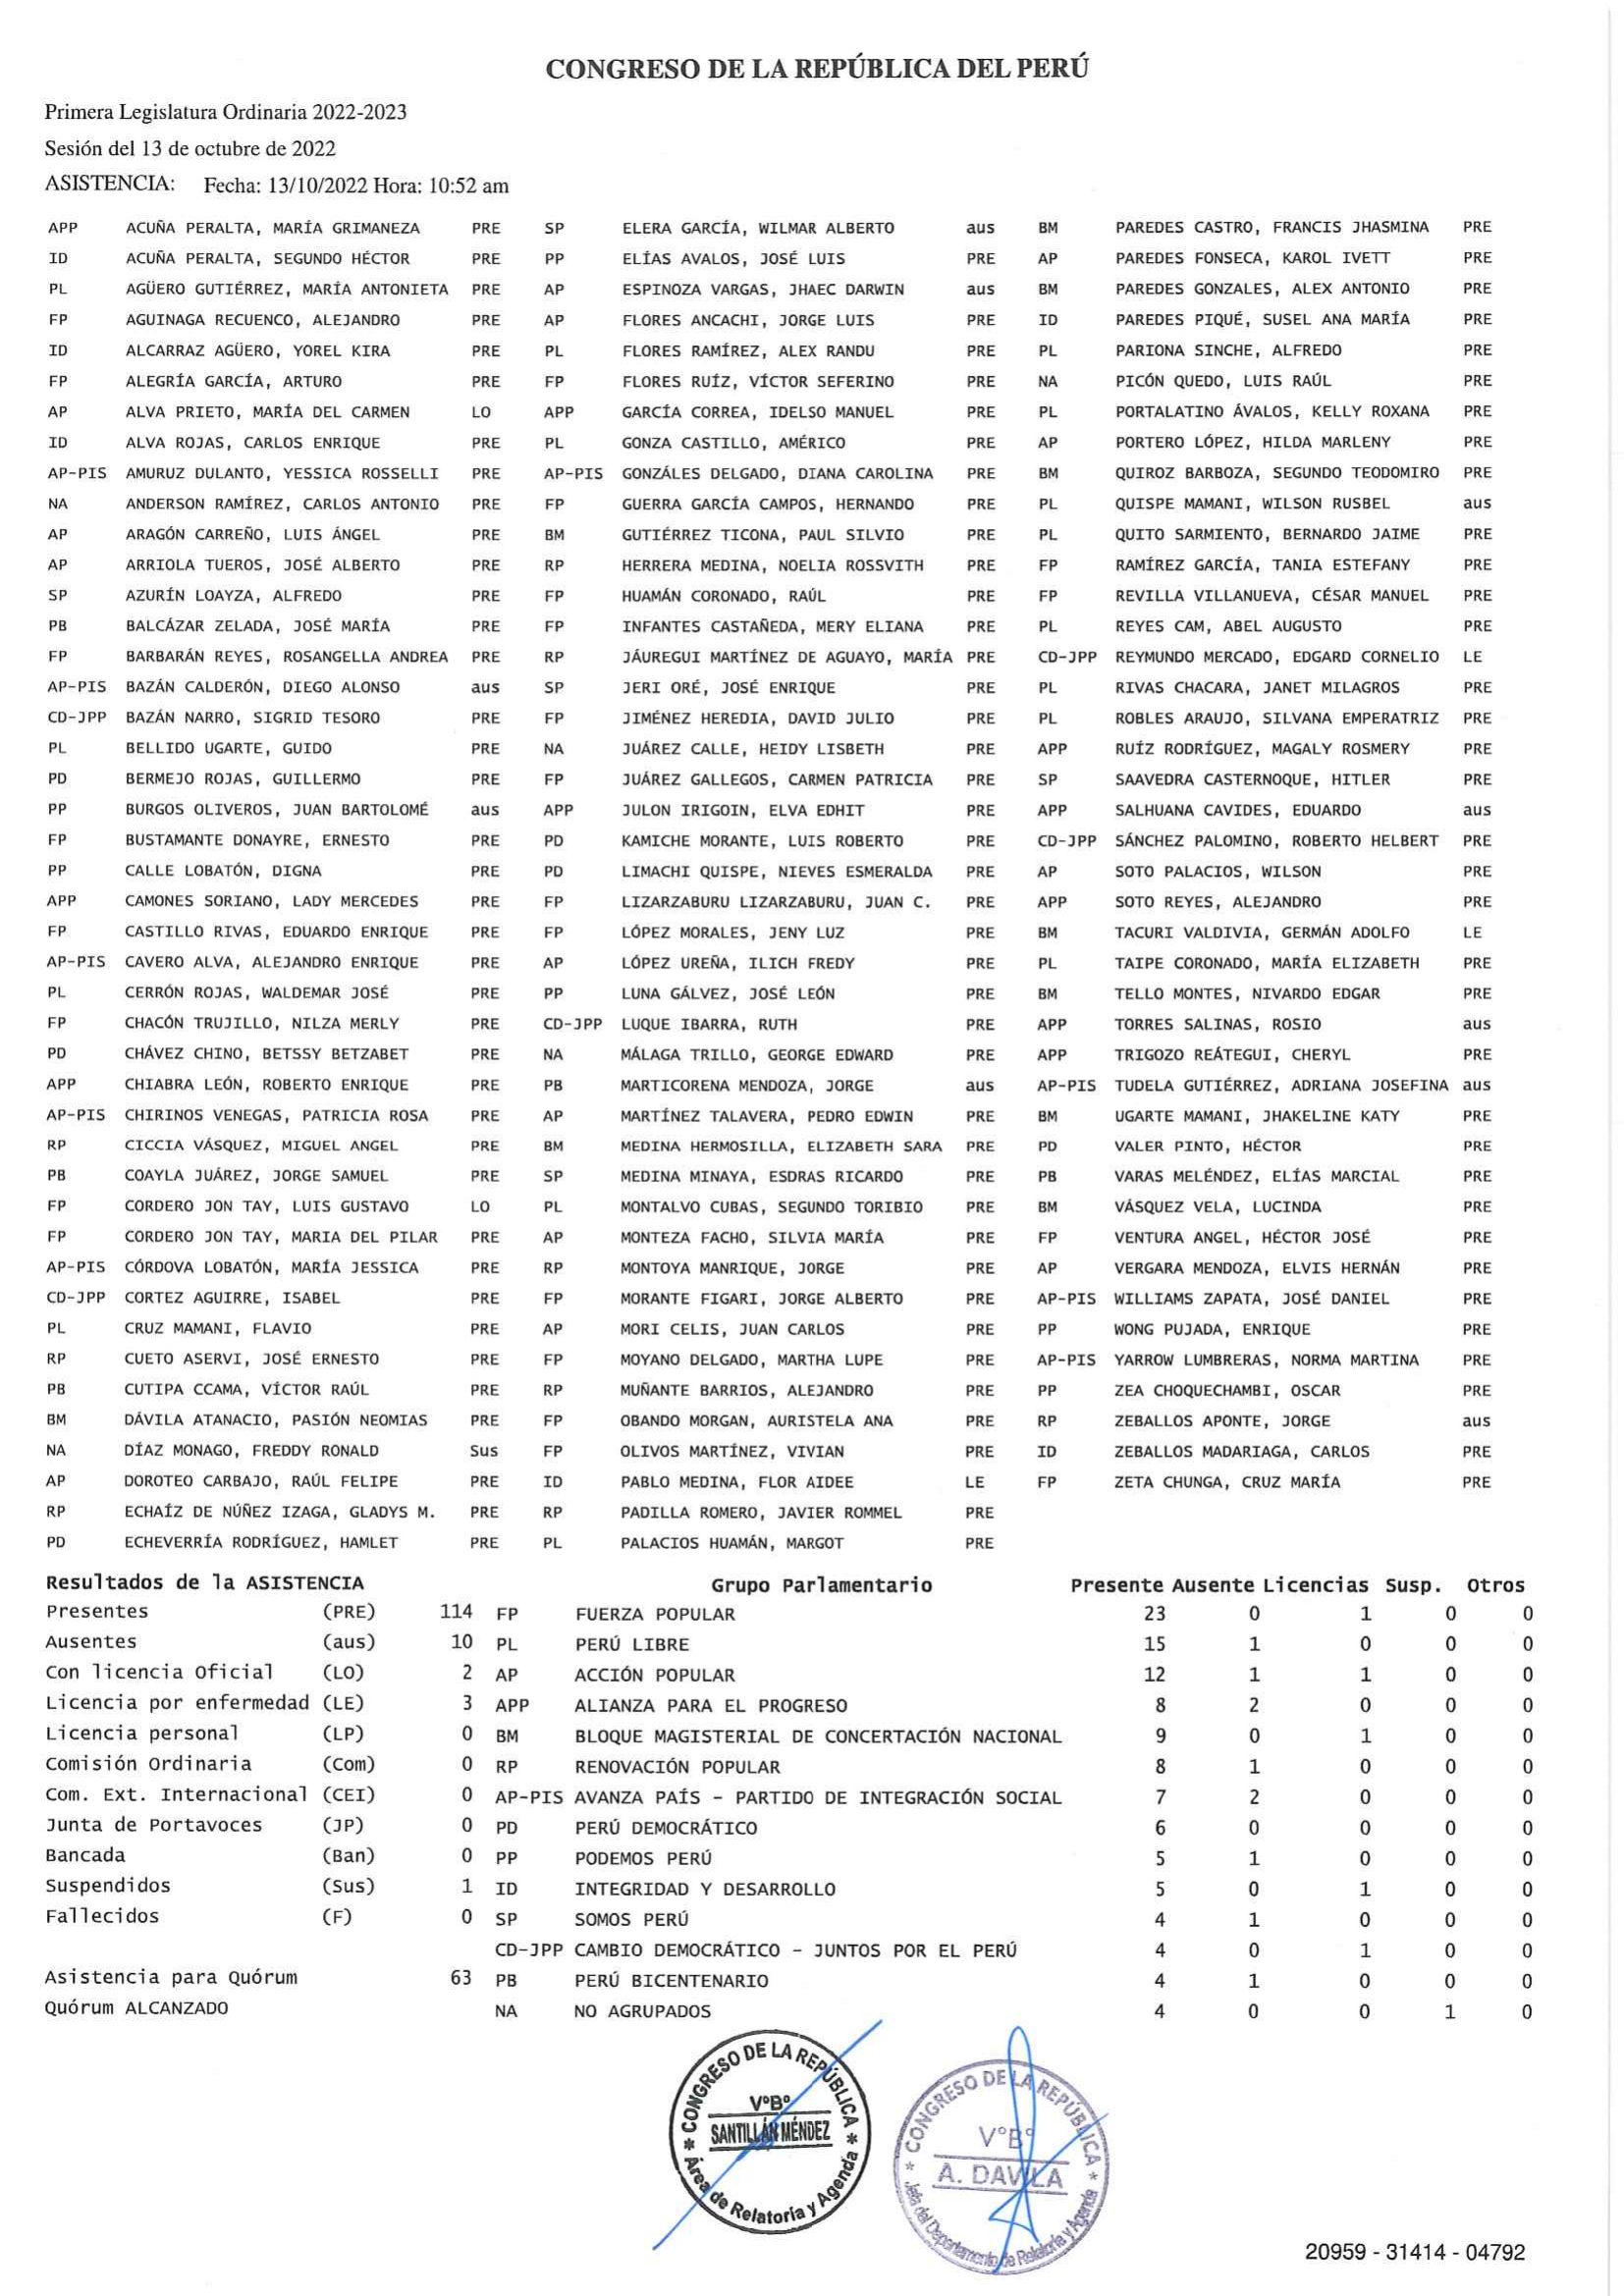 CONGRESO DE LA REPÚBLICA DEL PERÚ
Primera Legislatura Ordinaria 2022-2023
Sesión del 13 de octubre de 2022
ASISTENCIA: Fecha: 13/10/2022 Hora: 10:52 am
APP ACUÑA PERALTA, MARÍA GRIMANEZA PRE SP ELERA GARCÍA, WILMAR ALBERTO aus BM PAREDES CASTRO, FRANCIS JHASMINA PRE
ID ACUÑA PERALTA, SEGUNDO HÉCTOR PRE PP ELÍAS AVALOS, JOSÉ LUIS PRE AP PAREDES FONSECA, KAROL IVETT PRE
PL AGÜERO GUTIÉRREZ, MARÍA ANTONIETA PRE AP ESPINOZA VARGAS, JHAEC DARWIN aus BM PAREDES GONZALES, ALEX ANTONIO PRE
FP AGUINAGA RECUENCO, ALEJANDRO PRE AP FLORES ANCACHI, JORGE LUIS PRE ID PAREDES PIQUÉ, SUSEL ANA MARÍA PRE
ID ALCARRAZ AGÜERO, YOREL KIRA PRE PL FLORES RAMÍREZ, ALEX RANDU PRE PL PARIONA SINCHE, ALFREDO PRE
FP ALEGRÍA GARCÍA, ARTURO PRE FP FLORES RUÍZ, VÍCTOR SEFERINO PRE NA PICÓN QUEDO, LUIS RAÚL PRE
AP ALVA PRIETO, MARÍA DEL CARMEN LO APP GARCÍA CORREA, IDELSO MANUEL PRE PL PORTALATINO ÁVALOS, KELLY ROXANA PRE
ID ALVA ROJAS, CARLOS ENRIQUE PRE PL GONZA CASTILLO, AMÉRICO PRE AP PORTERO LÓPEZ, HILDA MARLENY PRE
AP-PIS AMURUZ DULANTO, YESSICA ROSSELLI PRE AP-PIS GONZÁLES DELGADO, DIANA CAROLINA PRE BM QUIROZ BARBOZA, SEGUNDO TEODOMIRO PRE
NA ANDERSON RAMÍREZ, CARLOS ANTONIO PRE FP GUERRA GARCÍA CAMPOS, HERNANDO PRE PL QUISPE MAMANI, WILSON RUSBEL aus
AP ARAGÓN CARREÑO, LUIS ÁNGEL PRE BM GUTIÉRREZ TICONA, PAUL SILVIO PRE PL QUITO SARMIENTO, BERNARDO JAIME PRE
AP ARRIOLA TUEROS, JOSÉ ALBERTO PRE RP HERRERA MEDINA, NOELIA ROSSVITH PRE FP RAMÍREZ GARCÍA, TANIA ESTEFANY PRE
SP AZURÍN LOAYZA, ALFREDO PRE FP HUAMÁN CORONADO, RAÚL PRE FP REVILLA VILLANUEVA, CÉSAR MANUEL PRE
PB BALCÁZAR ZELADA, JOSÉ MARÍA PRE FP INFANTES CASTAÑEDA, MERY ELIANA PRE PL REYES CAM, ABEL AUGUSTO PRE
FP BARBARÁN REYES, ROSANGELLA ANDREA PRE RP JÁUREGUI MARTÍNEZ DE AGUAYO, MARÍA PRE CD-JPP REYMUNDO MERCADO, EDGARD CORNELIO LE
AP-PIS BAZÁN CALDERÓN, DIEGO ALONSO aus SP JERI ORÉ, JOSÉ ENRIQUE PRE PL RIVAS CHACARA, JANET MILAGROS PRE
CD-JPP BAZÁN NARRO, SIGRID TESORO PRE FP JIMÉNEZ HEREDIA, DAVID JULIO PRE PL ROBLES ARAUJO, SILVANA EMPERATRIZ PRE
PL BELLIDO UGARTE, GUIDO PRE NA JUÁREZ CALLE, HEIDY LISBETH PRE APP RUÍZ RODRÍGUEZ, MAGALY ROSMERY PRE
PD BERMEJO ROJAS, GUILLERMO PRE FP JUÁREZ GALLEGOS, CARMEN PATRICIA PRE SP SAAVEDRA CASTERNOQUE, HITLER PRE
PP BURGOS OLIVEROS, JUAN BARTOLOMÉ aus APP JULON IRIGOIN, ELVA EDHIT PRE APP SALHUANA CAVIDES, EDUARDO aus
FP BUSTAMANTE DONAYRE, ERNESTO PRE PD KAMICHE MORANTE, LUIS ROBERTO PRE CD-JPP SÁNCHEZ PALOMINO, ROBERTO HELBERT PRE
PP CALLE LOBATÓN, DIGNA PRE PD LIMACHI QUISPE, NIEVES ESMERALDA PRE AP SOTO PALACIOS, WILSON PRE
APP CAMONES SORIANO, LADY MERCEDES PRE FP LIZARZABURU LIZARZABURU, JUAN C. PRE APP SOTO REYES, ALEJANDRO PRE
FP CASTILLO RIVAS, EDUARDO ENRIQUE PRE FP LÓPEZ MORALES, JENY LUZ PRE BM TACURI VALDIVIA, GERMÁN ADOLFO LE
AP-PIS CAVERO ALVA, ALEJANDRO ENRIQUE PRE AP LÓPEZ UREÑA, ILICH FREDY PRE PL TAIPE CORONADO, MARÍA ELIZABETH PRE
PL CERRÓN ROJAS, WALDEMAR JOSÉ PRE PP LUNA GÁLVEZ, JOSÉ LEÓN PRE BM TELLO MONTES, NIVARDO EDGAR PRE
FP CHACÓN TRUJILLO, NILZA MERLY PRE CD-JPP LUQUE IBARRA, RUTH PRE APP TORRES SALINAS, ROSIO aus
PD CHÁVEZ CHINO, BETSSY BETZABET PRE NA MÁLAGA TRILLO, GEORGE EDWARD PRE APP TRIGOZO REÁTEGUI, CHERYL PRE
APP CHIABRA LEÓN, ROBERTO ENRIQUE PRE PB MARTICORENA MENDOZA, JORGE aus AP-PIS TUDELA GUTIÉRREZ, ADRIANA JOSEFINA aus
AP-PIS CHIRINOS VENEGAS, PATRICIA ROSA PRE AP MARTÍNEZ TALAVERA, PEDRO EDWIN PRE BM UGARTE MAMANI, JHAKELINE KATY PRE
RP CICCIA VÁSQUEZ, MIGUEL ANGEL PRE BM MEDINA HERMOSILLA, ELIZABETH SARA PRE PD VALER PINTO, HÉCTOR PRE
PB COAYLA JUÁREZ, JORGE SAMUEL PRE SP MEDINA MINAYA, ESDRAS RICARDO PRE PB VARAS MELÉNDEZ, ELÍAS MARCIAL PRE
FP CORDERO JON TAY, LUIS GUSTAVO LO PL MONTALVO CUBAS, SEGUNDO TORIBIO PRE BM VÁSQUEZ VELA, LUCINDA PRE
FP CORDERO JON TAY, MARIA DEL PILAR PRE AP MONTEZA FACHO, SILVIA MARÍA PRE FP VENTURA ANGEL, HÉCTOR JOSÉ PRE
AP-PIS CÓRDOVA LOBATÓN, MARÍA JESSICA PRE RP MONTOYA MANRIQUE, JORGE PRE AP VERGARA MENDOZA, ELVIS HERNÁN PRE
CD-JPP CORTEZ AGUIRRE, ISABEL PRE FP MORANTE FIGARI, JORGE ALBERTO PRE AP-PIS WILLIAMS ZAPATA, JOSÉ DANIEL PRE
PL CRUZ MAMANI, FLAVIO PRE AP MORI CELIS, JUAN CARLOS PRE PP WONG PUJADA, ENRIQUE PRE
RP CUETO ASERVI, JOSÉ ERNESTO PRE FP MOYANO DELGADO, MARTHA LUPE PRE AP-PIS YARROW LUMBRERAS, NORMA MARTINA PRE
PB CUTIPA CCAMA, VÍCTOR RAÚL PRE RP MUÑANTE BARRIOS, ALEJANDRO PRE PP ZEA CHOQUECHAMBI, OSCAR PRE
BM DÁVILA ATANACIO, PASIÓN NEOMIAS PRE FP OBANDO MORGAN, AURISTELA ANA PRE RP ZEBALLOS APONTE, JORGE aus
NA DÍAZ MONAGO, FREDDY RONALD Sus FP OLIVOS MARTÍNEZ, VIVIAN PRE ID ZEBALLOS MADARIAGA, CARLOS PRE
AP DOROTEO CARBAJO, RAÚL FELIPE PRE ID PABLO MEDINA, FLOR AIDEE LE FP ZETA CHUNGA, CRUZ MARÍA PRE
RP ECHAÍZ DE NÚÑEZ IZAGA, GLADYS M. PRE RP PADILLA ROMERO, JAVIER ROMMEL PRE
PD ECHEVERRÍA RODRÍGUEZ, HAMLET PRE PL PALACIOS HUAMÁN, MARGOT PRE
Resultados de la ASISTENCIA Grupo Parlamentario Presente Ausente Licencias Susp. Otros
Presentes (PRE) 114 FP FUERZA POPULAR 23 0 1 0 0
Ausentes (aus) 10 PL PERÚ LIBRE 15 1 0 0 0
Con licencia Oficial (LO) 2 AP ACCIÓN POPULAR 12 1 1 0 0
Licencia por enfermedad (LE) 3 APP ALIANZA PARA EL PROGRESO 8 2 0 0 0
Licencia personal (LP) 0 BM BLOQUE MAGISTERIAL DE CONCERTACIÓN NACIONAL 9 0 1 0 0
Comisión Ordinaria (Com) 0 RP RENOVACIÓN POPULAR 8 1 0 0 0
Com. Ext. Internacional (CEI) 0 AP-PIS AVANZA PAÍS - PARTIDO DE INTEGRACIÓN SOCIAL 7 2 0 0 0
Junta de Portavoces (JP) 0 PD PERÚ DEMOCRÁTICO 6 0 0 0 0
Bancada (Ban) 0 PP PODEMOS PERÚ 5 1 0 0 0
Suspendidos (Sus) 1 ID INTEGRIDAD Y DESARROLLO 5 0 1 0 0
Fallecidos (F) 0 SP SOMOS PERÚ 4 1 0 0 0
CD-JPP CAMBIO DEMOCRÁTICO - JUNTOS POR EL PERÚ 4 0 1 0 0
Asistencia para Quórum 63 PB PERÚ BICENTENARIO 4 1 0 0 0
Quórum ALCANZADO NA NO AGRUPADOS 4 0 0 1 0
* CONGRESO DE LA REPÚBLICA *
V°B°
SANTILLÁN MÉNDEZ
Área de Relatoría y Agenda
* CONGRESO DE LA REPÚBLICA *
V°B°
A. DAVILA
Jefa del Departamento de Relatoría y Agenda
20959 - 31414 - 04792